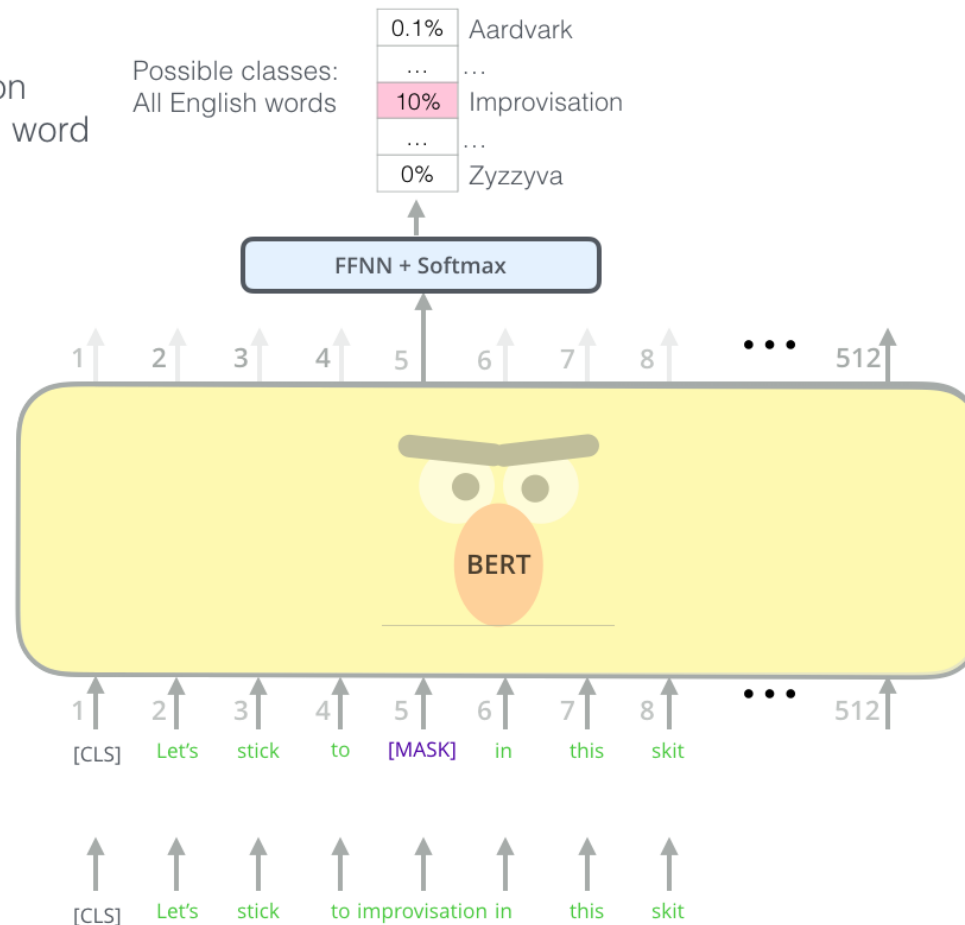 0.1% Aardvark
... ...
Possible classes:
All English words
10% Improvisation
... ...
0% Zyzzyva
on
word
FFNN + Softmax
1 2 3 4 5 6 7 8 ... 512
BERT
1 2 3 4 5 6 7 8 ... 512
[CLS] Let's stick to [MASK] in this skit
[CLS] Let's stick to improvisation in this skit